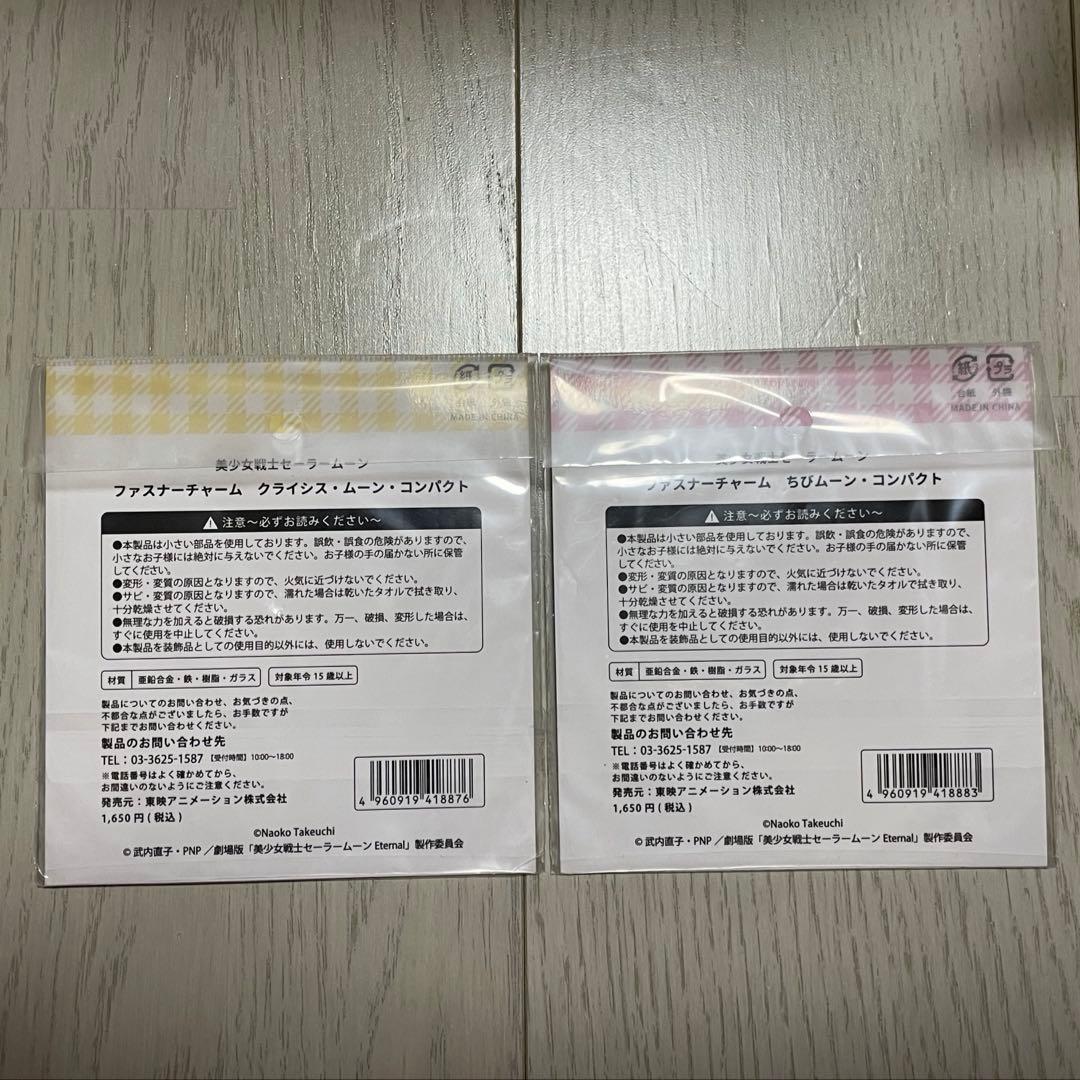 紙 プラ
台紙 外袋
MADE IN CHINA
美少女戦士セーラームーン
ファスナーチャーム クライシス・ムーン・コンパクト
注意～必ずお読みください～
●本製品は小さい部品を使用しております。誤飲・誤食の危険がありますので、
小さなお子様には絶対に与えないでください。お子様の手の届かない所に保管
してください。
●変形・変質の原因となりますので、火気に近づけないでください。
●サビ・変質の原因となりますので、濡れた場合は乾いたタオルで拭き取り、
十分乾燥させてください。
●無理な力を加えると破損する恐れがあります。万一、破損、変形した場合は、
すぐに使用を中止してください。
●本製品を装飾品としての使用目的以外には、使用しないでください。
材質 亜鉛合金・鉄・樹脂・ガラス 対象年令15歳以上
製品についてのお問い合わせ、お気づきの点、
不都合な点がございましたら、お手数ですが
下記までお問い合わせください。
製品のお問い合わせ先
TEL：03-3625-1587 【受付時間】10:00～18:00
※電話番号はよく確かめてから、
お間違いのないようにご注意ください。
発売元：東映アニメーション株式会社
1,650円(税込)
4 960919 418876
©Naoko Takeuchi
© 武内直子・PNP／劇場版「美少女戦士セーラームーン Eternal」製作委員会
紙 プラ
台紙 外袋
MADE IN CHINA
美少女戦士セーラームーン
ファスナーチャーム ちびムーン・コンパクト
注意～必ずお読みください～
●本製品は小さい部品を使用しております。誤飲・誤食の危険がありますので、
小さなお子様には絶対に与えないでください。お子様の手の届かない所に保管
してください。
●変形・変質の原因となりますので、火気に近づけないでください。
●サビ・変質の原因となりますので、濡れた場合は乾いたタオルで拭き取り、
十分乾燥させてください。
●無理な力を加えると破損する恐れがあります。万一、破損、変形した場合は、
すぐに使用を中止してください。
●本製品を装飾品としての使用目的以外には、使用しないでください。
材質 亜鉛合金・鉄・樹脂・ガラス 対象年令15歳以上
製品についてのお問い合わせ、お気づきの点、
不都合な点がございましたら、お手数ですが
下記までお問い合わせください。
製品のお問い合わせ先
TEL：03-3625-1587 【受付時間】10:00～18:00
※電話番号はよく確かめてから、
お間違いのないようにご注意ください。
発売元：東映アニメーション株式会社
1,650円(税込)
4 960919 418883
©Naoko Takeuchi
© 武内直子・PNP／劇場版「美少女戦士セーラームーン Eternal」製作委員会